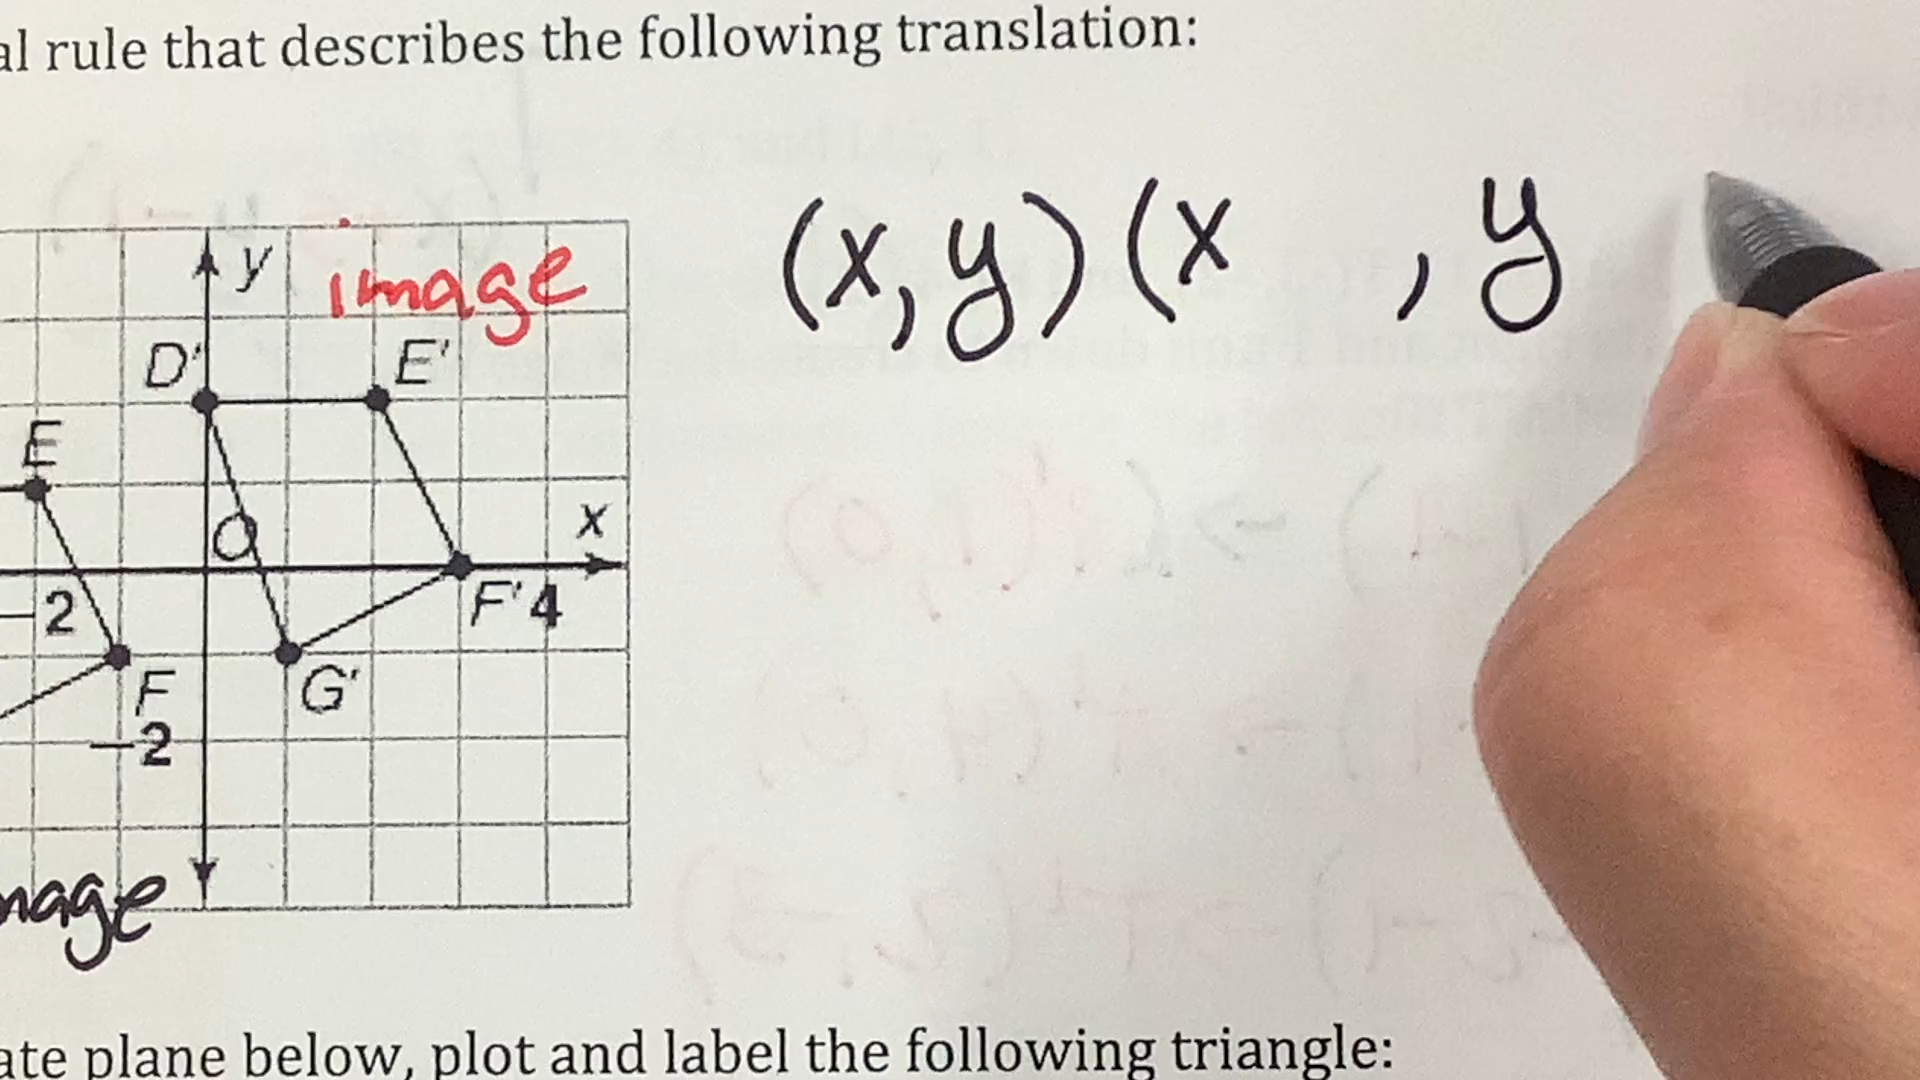 al rule that describes the following translation:
(x,y)(x , y
y image
D' E'
E
O x
-2 F' 4
F G'
-2
mage
ate plane below, plot and label the following triangle: